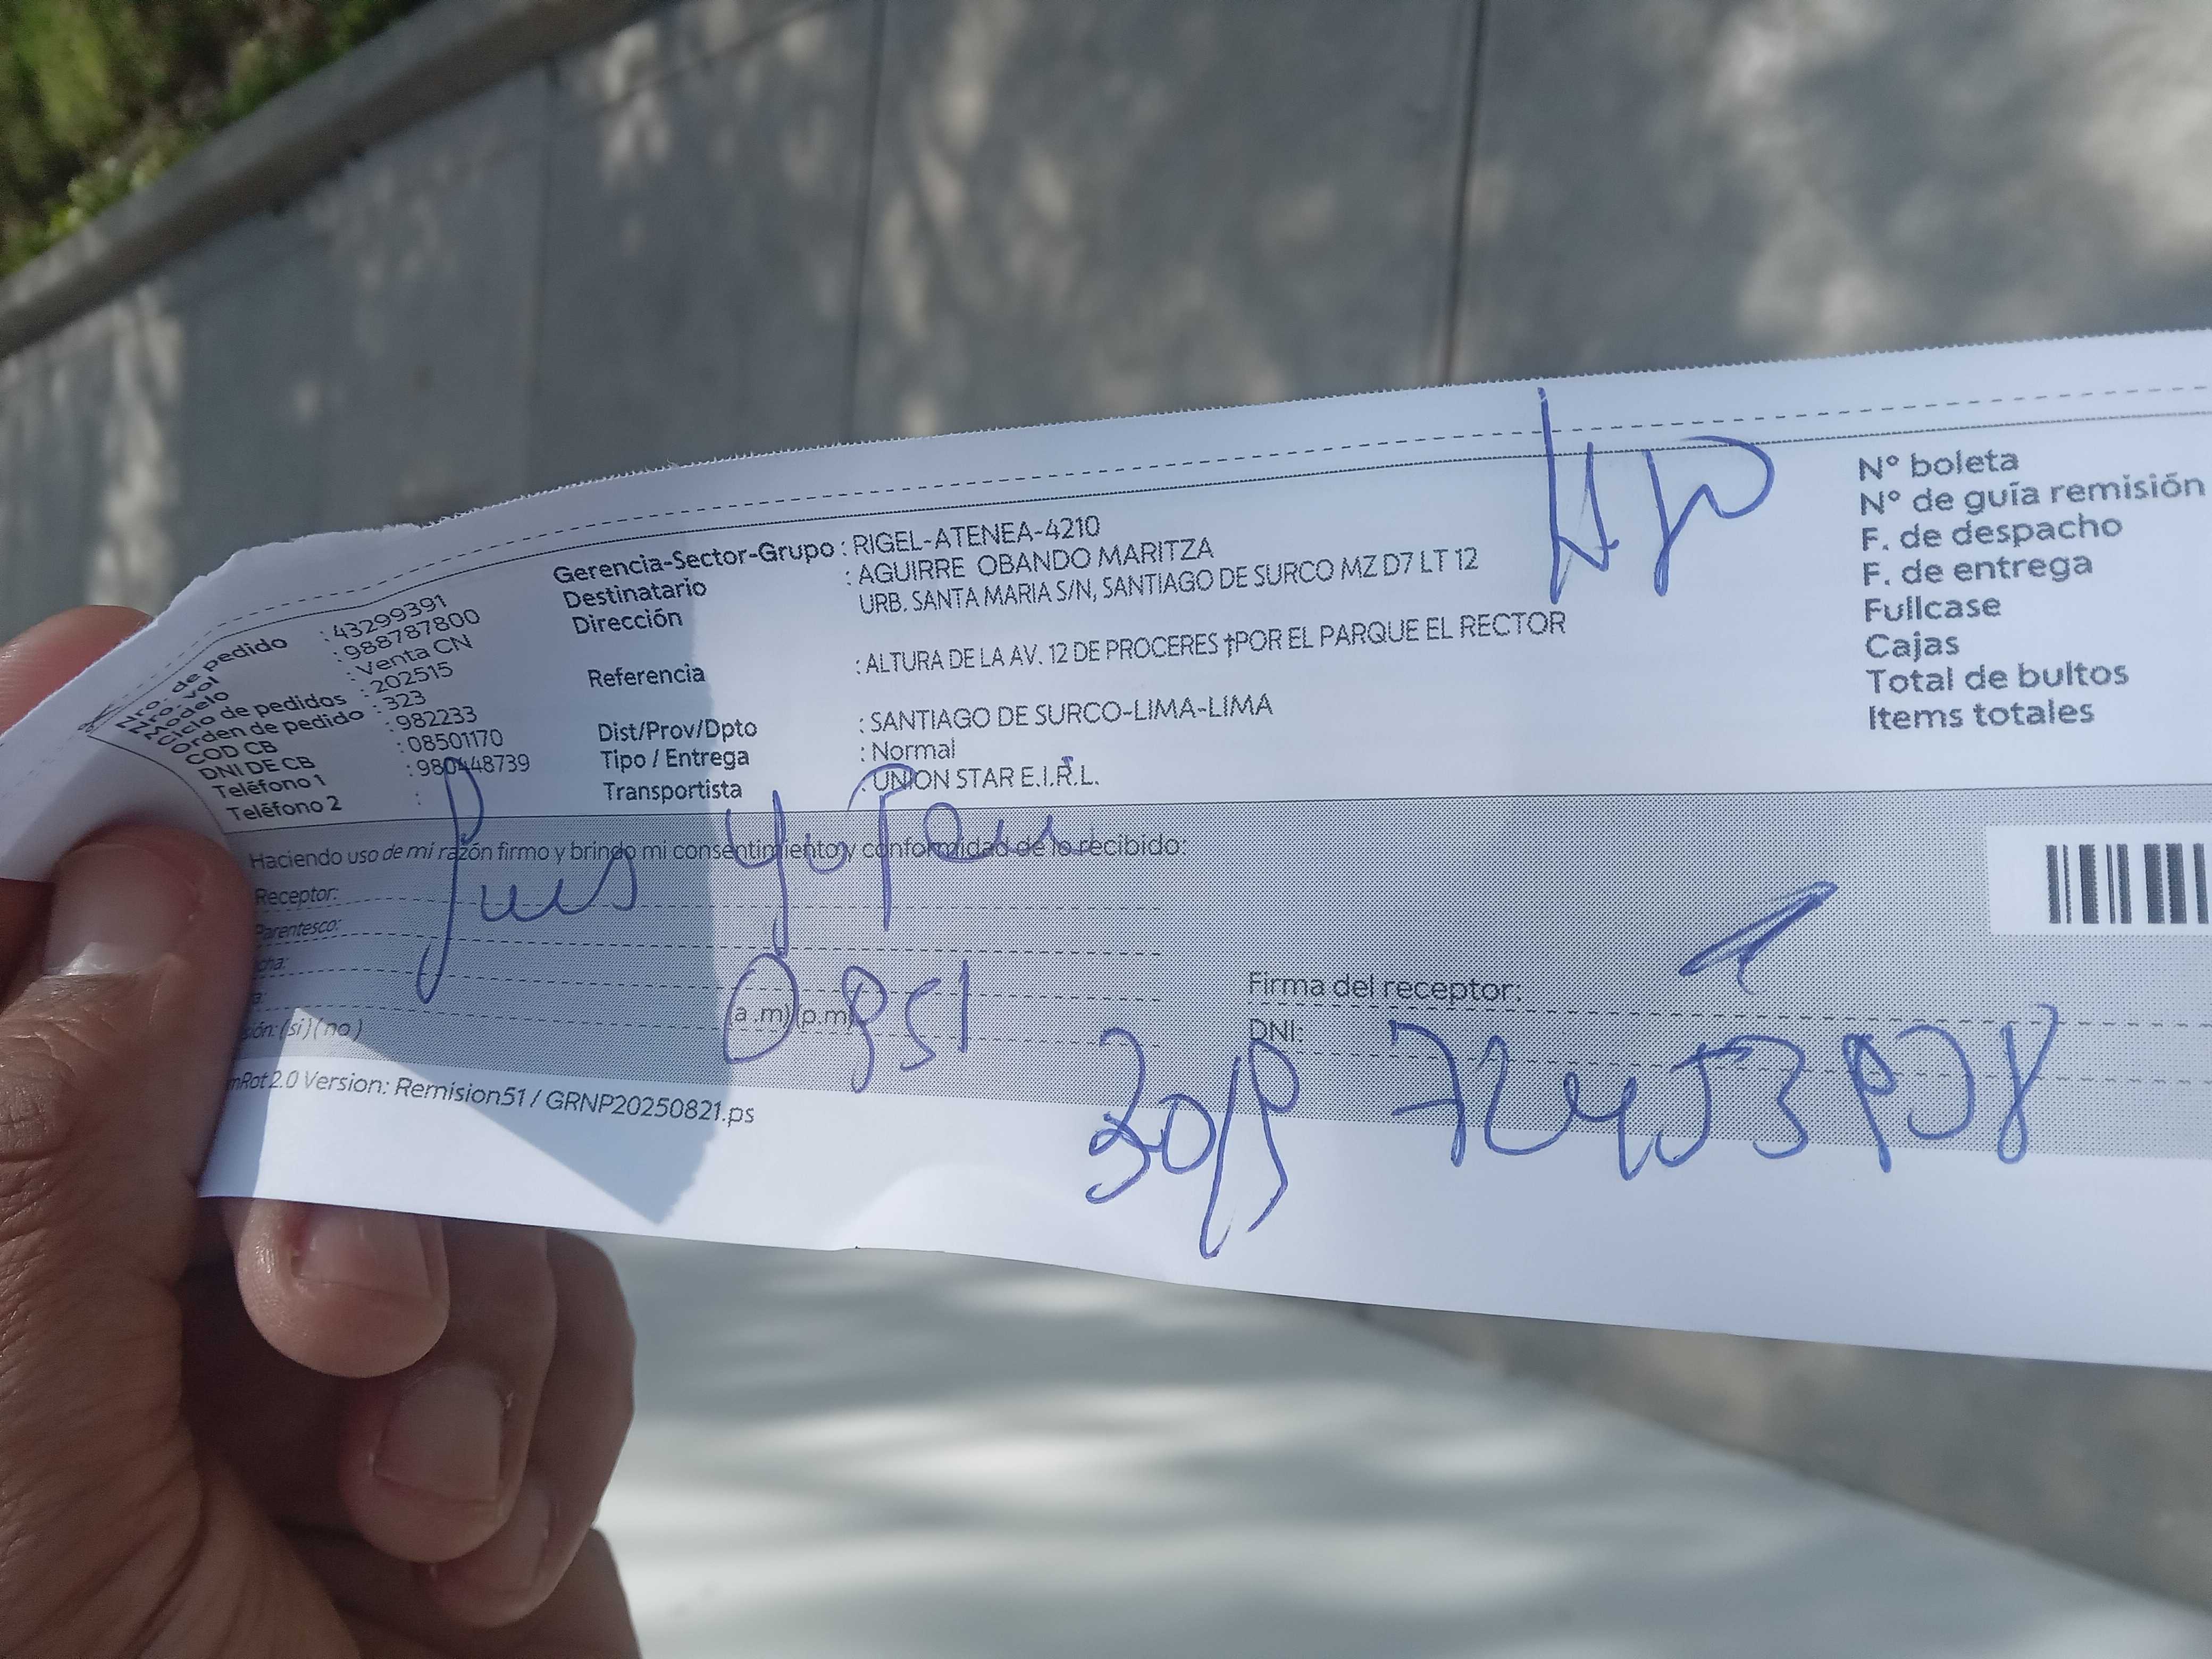 Nro. de pedido : 43299391
Nro. vol : 988787800
Modelo : Venta CN
Ciclo de pedidos : 202515
Orden de pedido : 323
COD CB : 982233
DNI DE CB : 08501170
Teléfono 1 : 980448739
Teléfono 2 :
Gerencia-Sector-Grupo : RIGEL-ATENEA-4210
Destinatario : AGUIRRE OBANDO MARITZA
Dirección URB. SANTA MARIA S/N, SANTIAGO DE SURCO MZ D7 LT 12
Referencia : ALTURA DE LA AV. 12 DE PROCERES †POR EL PARQUE EL RECTOR
Dist/Prov/Dpto : SANTIAGO DE SURCO-LIMA-LIMA
Tipo / Entrega : Normal
Transportista : UNION STAR E.I.R.L.
N° boleta
N° de guía remisión
F. de despacho
F. de entrega
Fullcase
Cajas
Total de bultos
Items totales
Haciendo uso de mi razón firmo y brindo mi consentimiento y conformidad de lo recibido:
Receptor:
Parentesco:
cha:
a: (a .m) (p.m)
sión: (si) (no)
0851
Firma del receptor:
DNI:
mRot 2.0 Version: Remision51 / GRNP20250821.ps